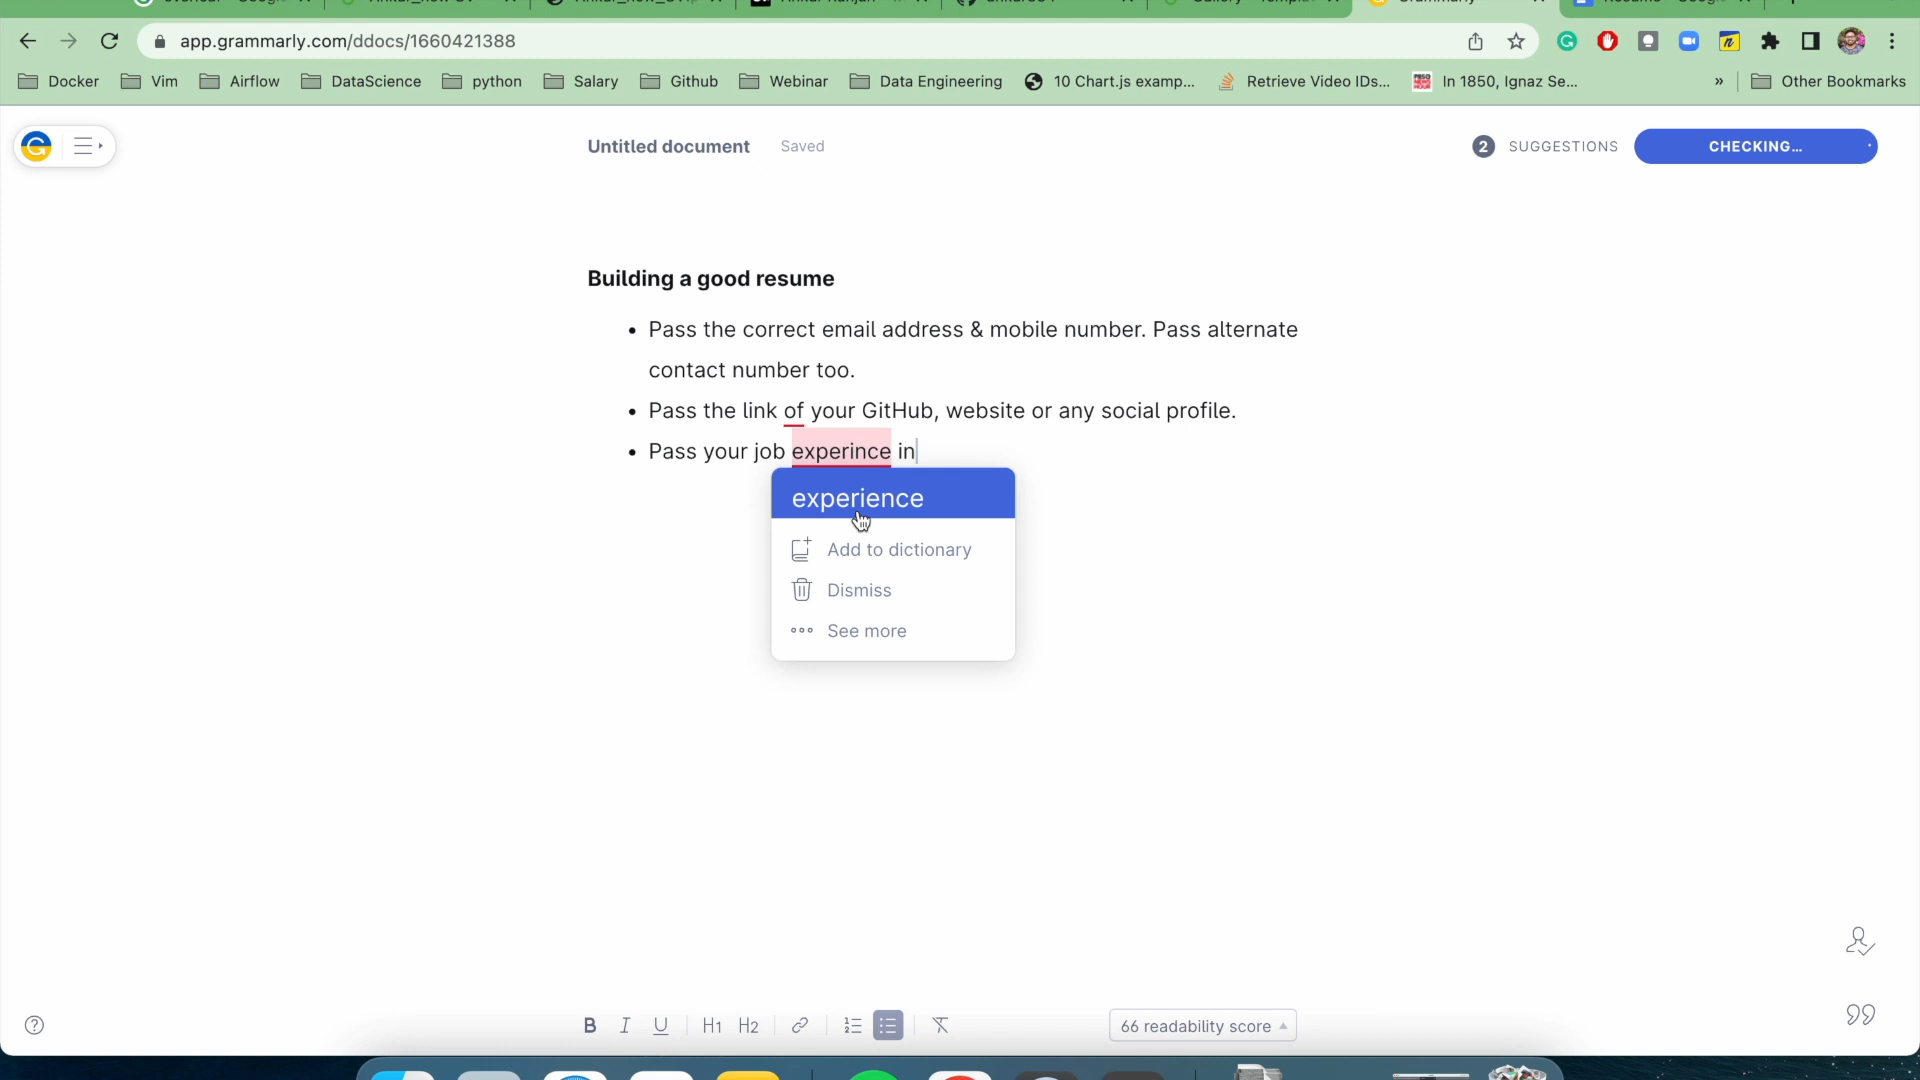 app.grammarly.com/ddocs/1660421388
Docker Vim Airflow DataScience python Salary Github Webinar Data Engineering 10 Chart.js examp... Retrieve Video IDs... In 1850, Ignaz Se... » Other Bookmarks
Untitled document Saved 2 SUGGESTIONS CHECKING...
Building a good resume
• Pass the correct email address & mobile number. Pass alternate
contact number too.
• Pass the link of your GitHub, website or any social profile.
• Pass your job experince in
experience
Add to dictionary
Dismiss
See more
B I U H1 H2 66 readability score